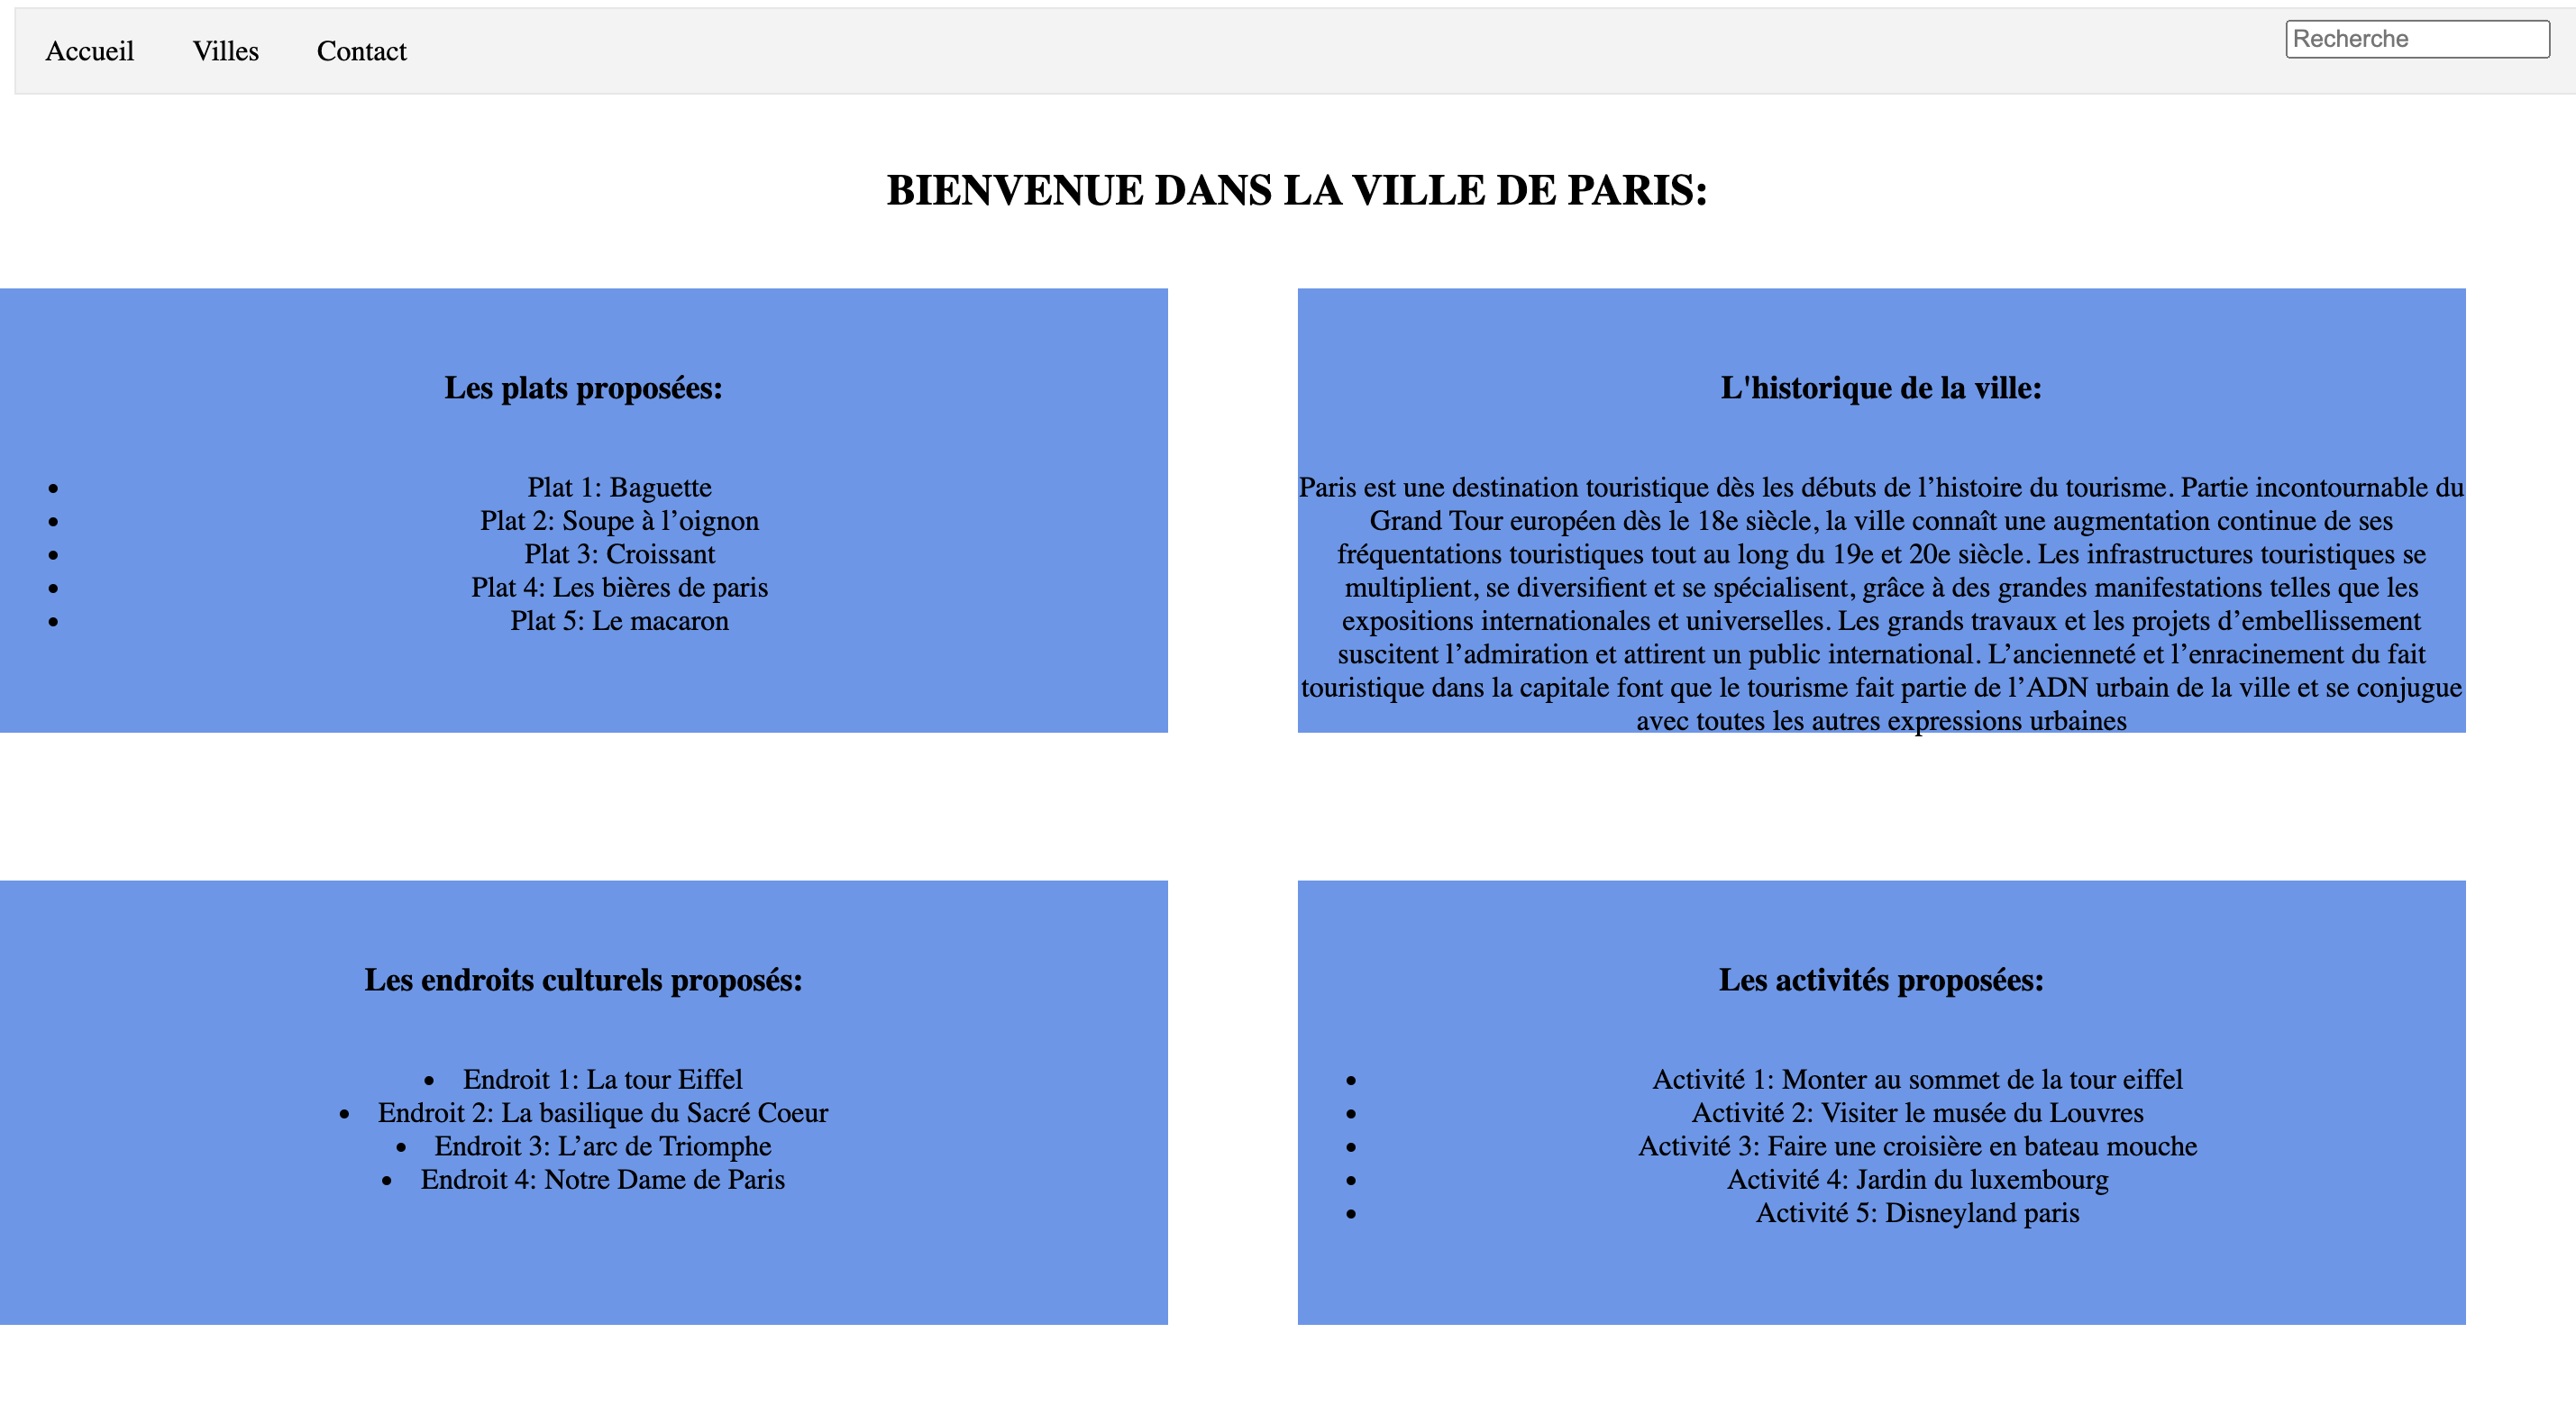 Accueil
Villes
Contact
Recherche
BIENVENUE DANS LA VILLE DE PARIS:
Les plats proposées:
• Plat 1: Baguette
• Plat 2: Soupe à l’oignon
• Plat 3: Croissant
• Plat 4: Les bières de paris
• Plat 5: Le macaron
L'historique de la ville:
Paris est une destination touristique dès les débuts de l’histoire du tourisme. Partie incontournable du
Grand Tour européen dès le 18e siècle, la ville connaît une augmentation continue de ses
fréquentations touristiques tout au long du 19e et 20e siècle. Les infrastructures touristiques se
multiplient, se diversifient et se spécialisent, grâce à des grandes manifestations telles que les
expositions internationales et universelles. Les grands travaux et les projets d’embellissement
suscitent l’admiration et attirent un public international. L’ancienneté et l’enracinement du fait
touristique dans la capitale font que le tourisme fait partie de l’ADN urbain de la ville et se conjugue
avec toutes les autres expressions urbaines
Les endroits culturels proposés:
• Endroit 1: La tour Eiffel
• Endroit 2: La basilique du Sacré Coeur
• Endroit 3: L’arc de Triomphe
• Endroit 4: Notre Dame de Paris
Les activités proposées:
• Activité 1: Monter au sommet de la tour eiffel
• Activité 2: Visiter le musée du Louvres
• Activité 3: Faire une croisière en bateau mouche
• Activité 4: Jardin du luxembourg
• Activité 5: Disneyland paris